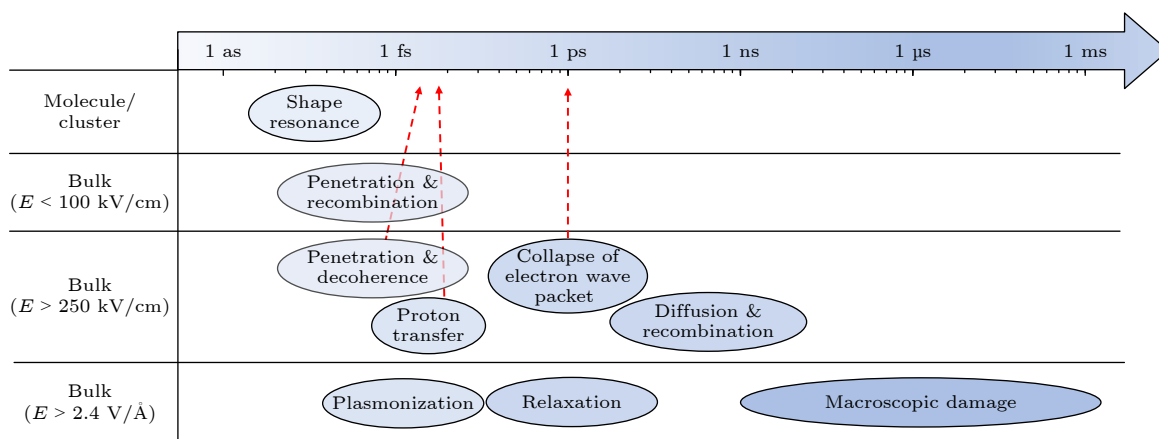 1 as 1 fs 1 ps 1 ns 1 µs 1 ms
Molecule/
cluster
Shape
resonance
Bulk
(E < 100 kV/cm)
Penetration &
recombination
Bulk
(E > 250 kV/cm)
Penetration &
decoherence
Proton
transfer
Collapse of
electron wave
packet
Diffusion &
recombination
Bulk
(E > 2.4 V/Å)
Plasmonization
Relaxation
Macroscopic damage